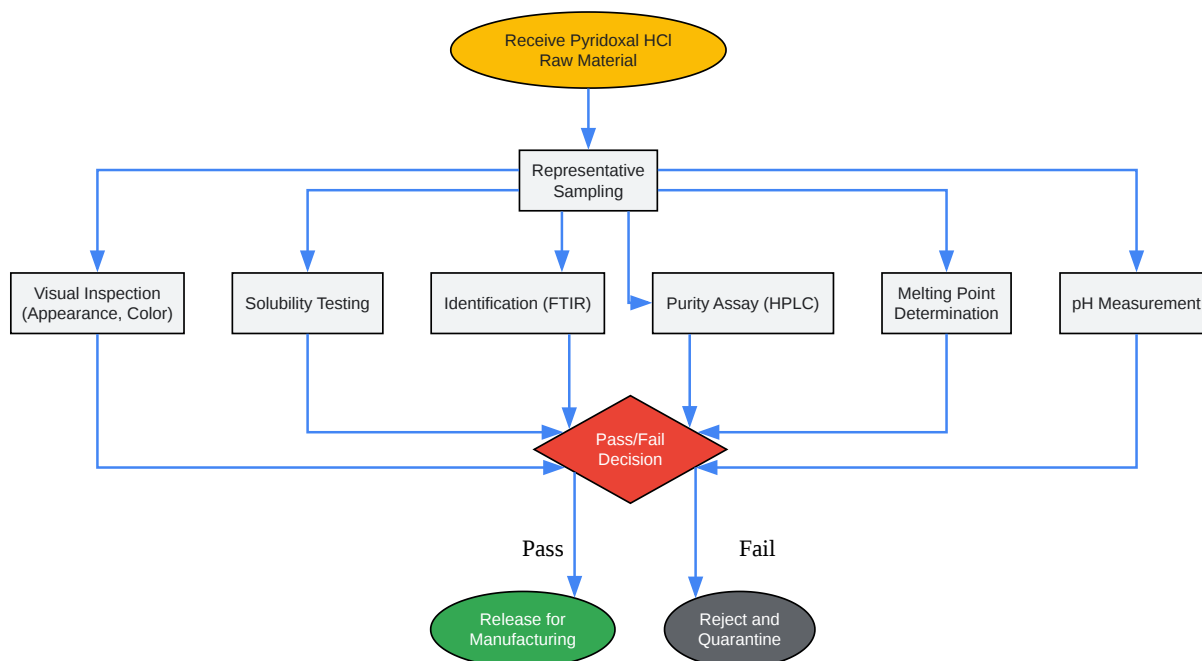 Receive Pyridoxal HCl
Raw Material
Representative
Sampling
Visual Inspection
(Appearance, Color)
Solubility Testing
Identification (FTIR)
Purity Assay (HPLC)
Melting Point
Determination
pH Measurement
Pass/Fail
Decision
Pass
Fail
Release for
Manufacturing
Reject and
Quarantine